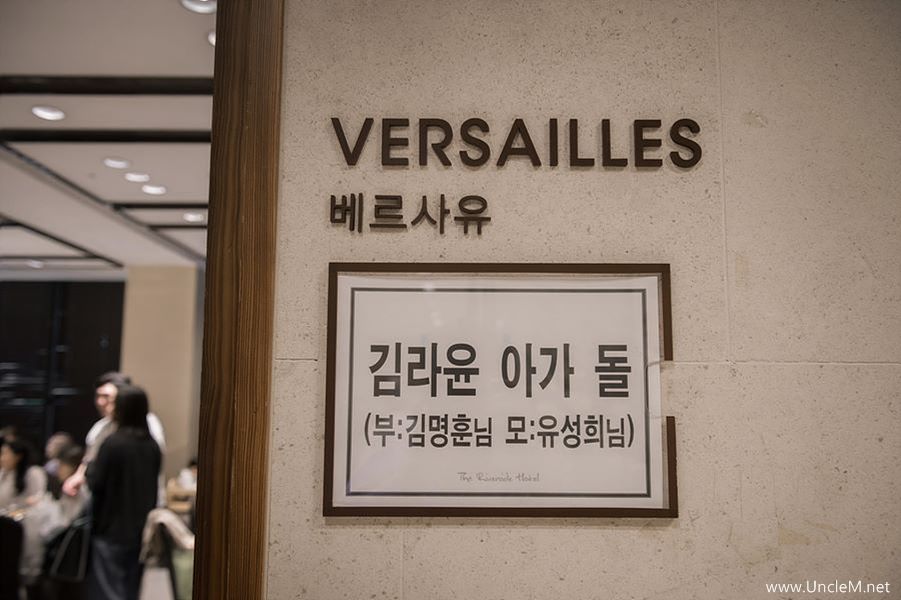 VERSAILLES
베르사유
김라윤 아가 돌
(부:김명훈님 모:유성희님)
The Riverside Hotel
www.UncleM.net